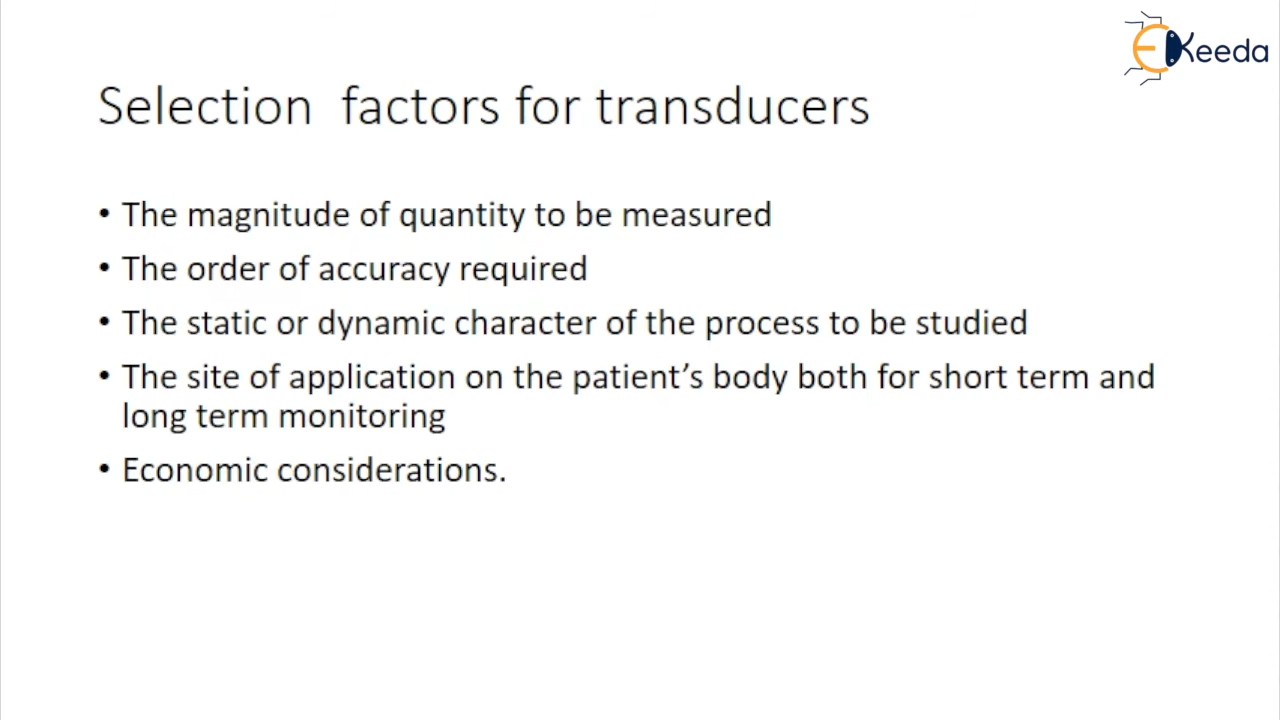 EKeeda
Selection factors for transducers
• The magnitude of quantity to be measured
• The order of accuracy required
• The static or dynamic character of the process to be studied
• The site of application on the patient’s body both for short term and
long term monitoring
• Economic considerations.